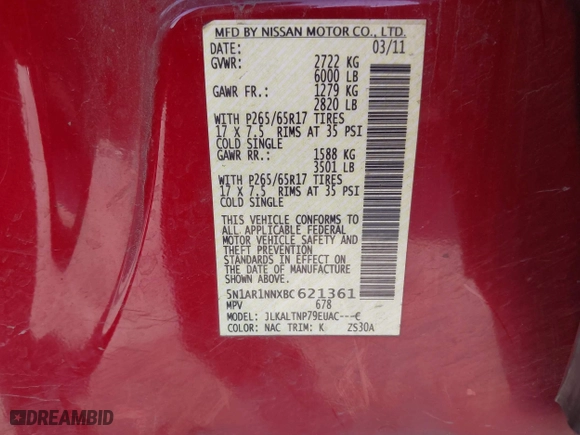 MFD BY NISSAN MOTOR CO., LTD.
DATE: 03/11
GVWR: 2722 KG
6000 LB
GAWR FR.: 1279 KG
2820 LB
WITH P265/65R17 TIRES
17 X 7.5 RIMS AT 35 PSI
COLD SINGLE
GAWR RR.: 1588 KG
3501 LB
WITH P265/65R17 TIRES
17 X 7.5 RIMS AT 35 PSI
COLD SINGLE
THIS VEHICLE CONFORMS TO
ALL APPLICABLE FEDERAL
MOTOR VEHICLE SAFETY AND
THEFT PREVENTION
STANDARDS IN EFFECT ON
THE DATE OF MANUFACTURE
SHOWN ABOVE.
5N1AR1NNXBC621361
MPV 678
MODEL: JLKALTNP79EUAC---€
COLOR: NAC TRIM: K ZS30A
DREAMBID